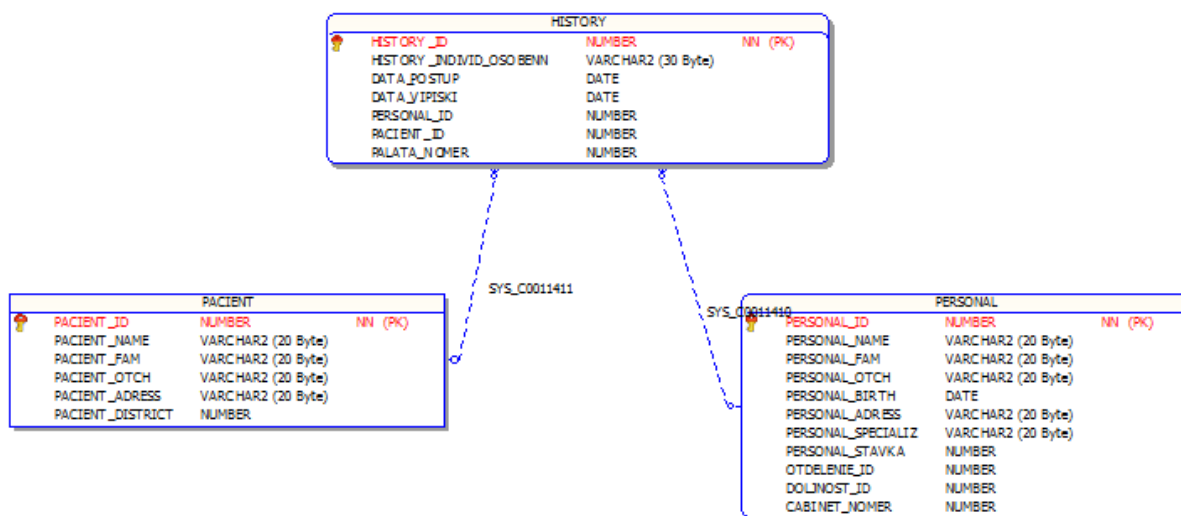 HISTORY
HISTORY_ID NUMBER NN (PK)
HISTORY_INDIVID_OSOBENN VARCHAR2 (30 Byte)
DATA_POSTUP DATE
DATA_VIPISKI DATE
PERSONAL_ID NUMBER
PACIENT_ID NUMBER
PALATA_NOMER NUMBER
SYS_C0011411
SYS_C0011410
PACIENT
PACIENT_ID NUMBER NN (PK)
PACIENT_NAME VARCHAR2 (20 Byte)
PACIENT_FAM VARCHAR2 (20 Byte)
PACIENT_OTCH VARCHAR2 (20 Byte)
PACIENT_ADRESS VARCHAR2 (20 Byte)
PACIENT_DISTRICT NUMBER
PERSONAL
PERSONAL_ID NUMBER NN (PK)
PERSONAL_NAME VARCHAR2 (20 Byte)
PERSONAL_FAM VARCHAR2 (20 Byte)
PERSONAL_OTCH VARCHAR2 (20 Byte)
PERSONAL_BIRTH DATE
PERSONAL_ADRESS VARCHAR2 (20 Byte)
PERSONAL_SPECIALIZ VARCHAR2 (20 Byte)
PERSONAL_STAVKA NUMBER
OTDELENIE_ID NUMBER
DOLJNOST_ID NUMBER
CABINET_NOMER NUMBER